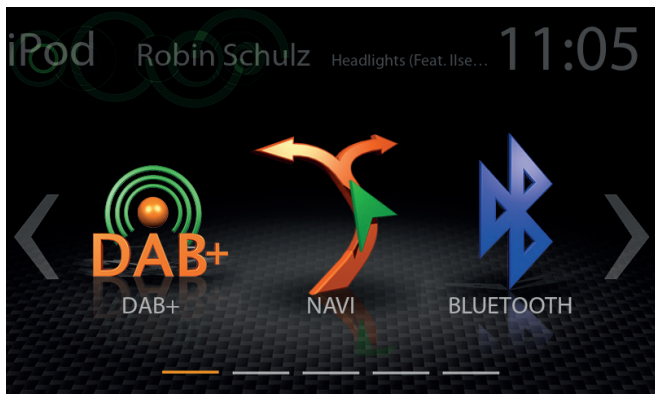 iPod Robin Schulz Headlights (Feat. Ilse... 11:05
DAB+
DAB+ NAVI BLUETOOTH